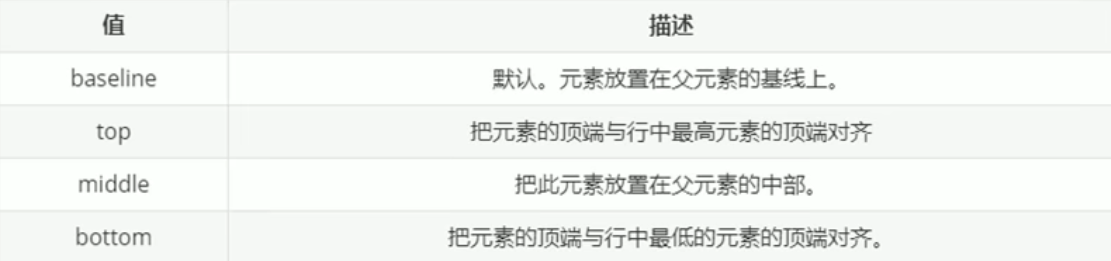 值 描述
baseline 默认。元素放置在父元素的基线上。
top 把元素的顶端与行中最高元素的顶端对齐
middle 把此元素放置在父元素的中部。
bottom 把元素的顶端与行中最低的元素的顶端对齐。